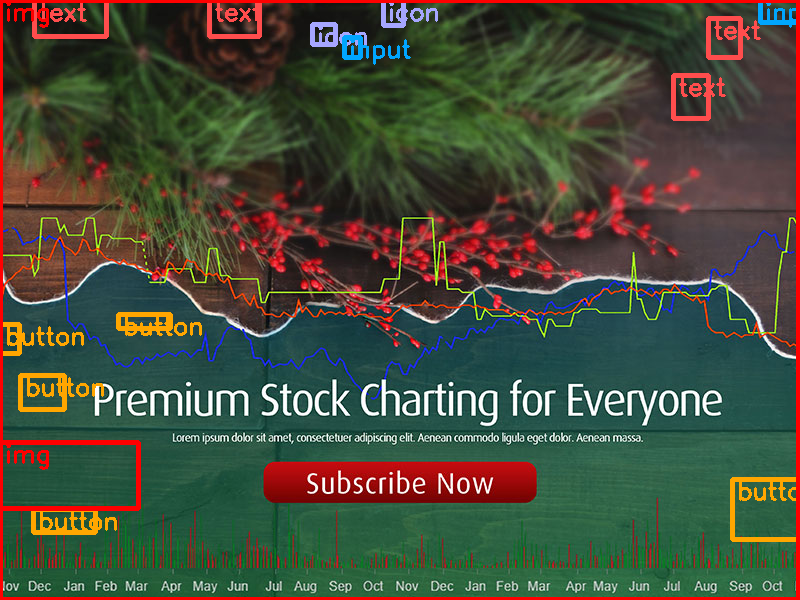 img text text icon input
icon text
input
text
button button
button
Premium Stock Charting for Everyone
Lorem ipsum dolor sit amet, consectetuer adipiscing elit. Aenean commodo ligula eget dolor. Aenean massa.
img
Subscribe Now
button
button
Nov Dec Jan Feb Mar Apr May Jun Jul Aug Sep Oct Nov Dec Jan Feb Mar Apr May Jun Jul Aug Sep Oct